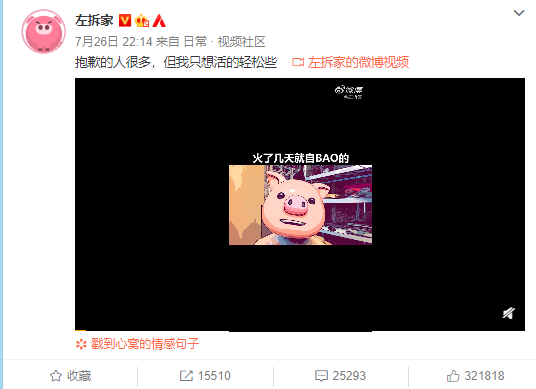 左拆家
7月26日 22:14 来自 日常·视频社区
抱歉的人很多，但我只想活的轻松些 左拆家的微博视频
火了几天就自BAO的
戳到心窝的情感句子
收藏 15510 25293 321818